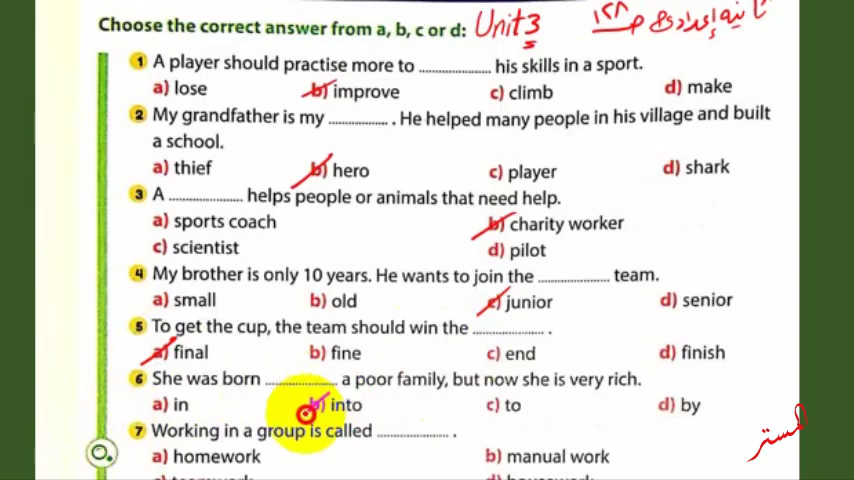 Choose the correct answer from a, b, c or d: Unit 3 ثانية إعدادي ص ١٢٨
1 A player should practise more to .................. his skills in a sport.
a) lose b) improve c) climb d) make
2 My grandfather is my .................. . He helped many people in his village and built
a school.
a) thief b) hero c) player d) shark
3 A .................. helps people or animals that need help.
a) sports coach b) charity worker
c) scientist d) pilot
4 My brother is only 10 years. He wants to join the .................. team.
a) small b) old c) junior d) senior
5 To get the cup, the team should win the .................. .
a) final b) fine c) end d) finish
6 She was born .................. a poor family, but now she is very rich.
a) in b) into c) to d) by
7 Working in a group is called .................. .
a) homework b) manual work
المستر